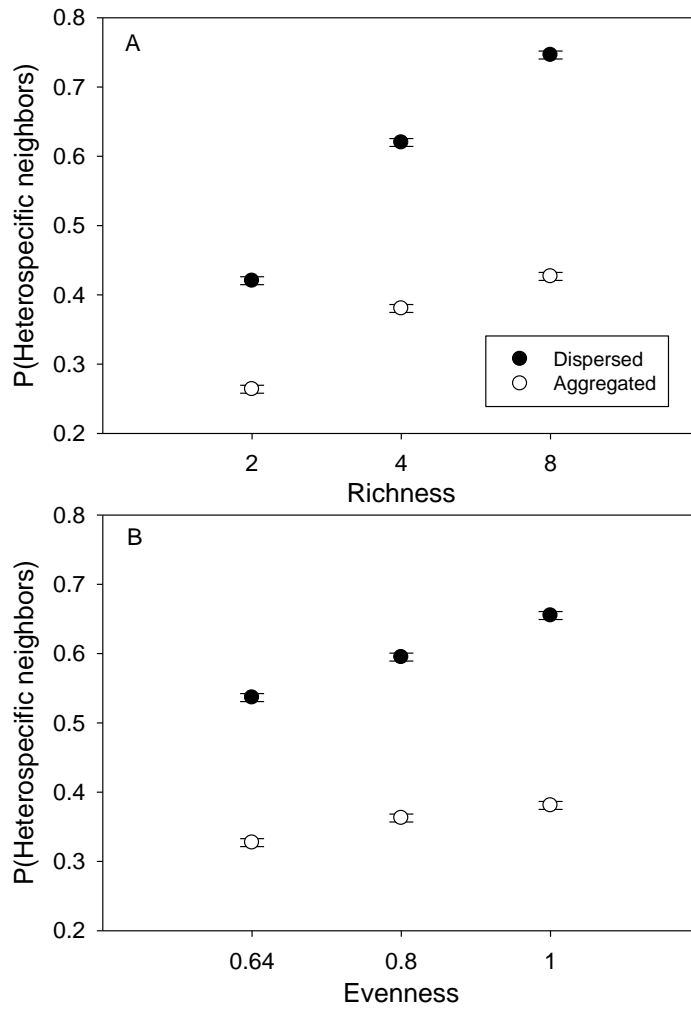 0.8
A
0.7
0.6
0.5
0.4
0.3
0.2
P(Heterospecific neighbors)
Dispersed
Aggregated
2 4 8
Richness
0.8
B
0.7
0.6
0.5
0.4
0.3
0.2
P(Heterospecific neighbors)
0.64 0.8 1
Evenness